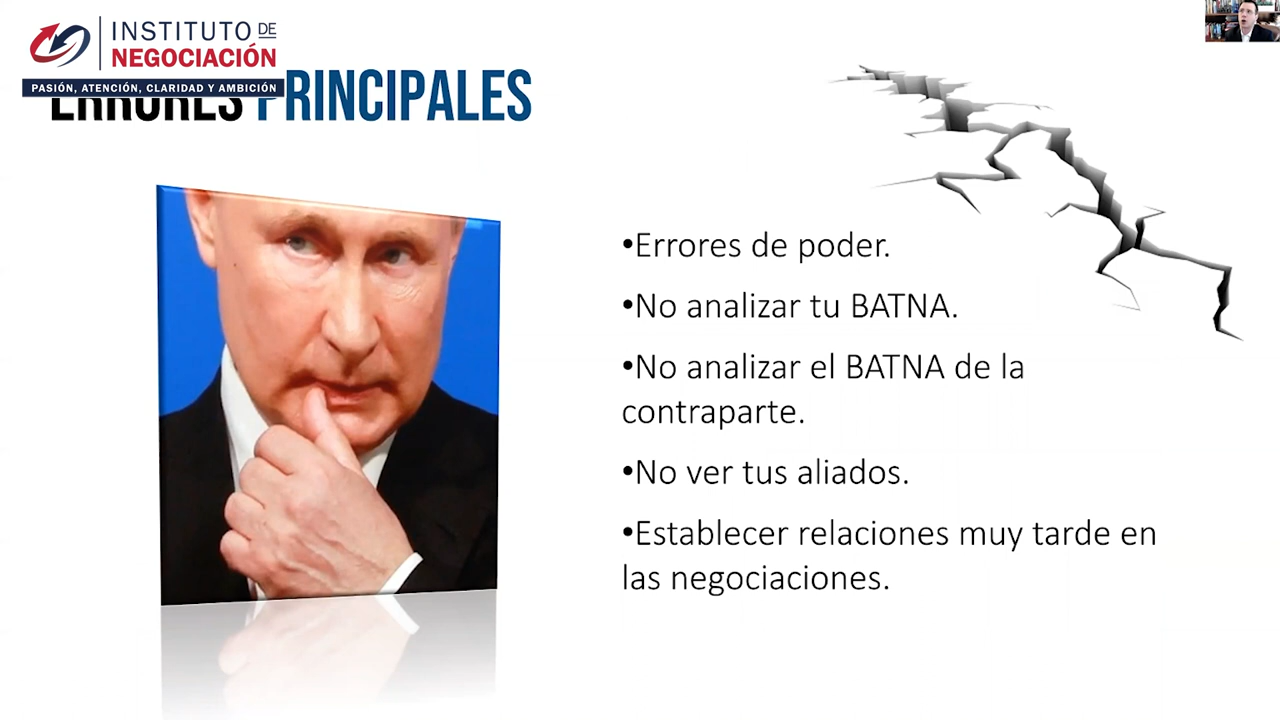 INSTITUTO DE
NEGOCIACIÓN
PASIÓN, ATENCIÓN, CLARIDAD Y AMBICIÓN
ERRORES PRINCIPALES
•Errores de poder.
•No analizar tu BATNA.
•No analizar el BATNA de la
contraparte.
•No ver tus aliados.
•Establecer relaciones muy tarde en
las negociaciones.